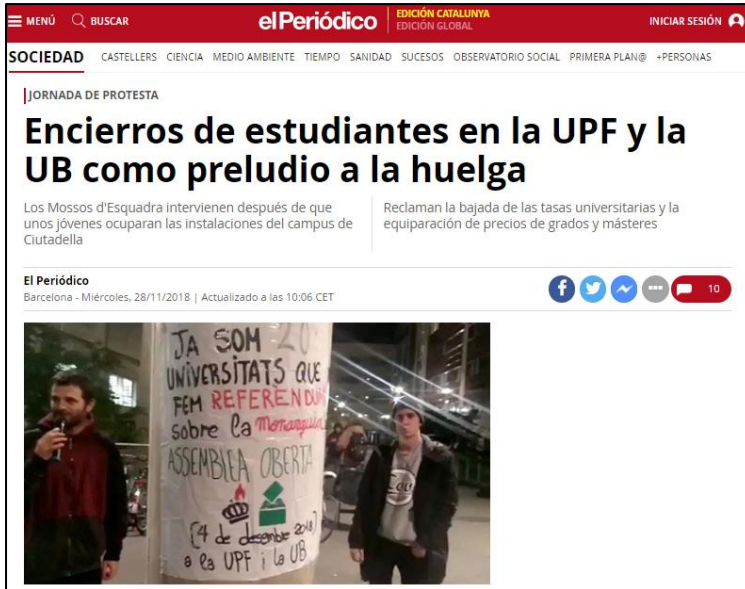 MENÚ BUSCAR elPeriódico EDICIÓN CATALUNYA INICIAR SESIÓN
EDICIÓN GLOBAL
SOCIEDAD CASTELLERS CIENCIA MEDIO AMBIENTE TIEMPO SANIDAD SUCESOS OBSERVATORIO SOCIAL PRIMERA PLAN@ +PERSONAS
JORNADA DE PROTESTA
Encierros de estudiantes en la UPF y la
UB como preludio a la huelga
Los Mossos d'Esquadra intervienen después de que
unos jóvenes ocuparan las instalaciones del campus de
Ciutadella
Reclaman la bajada de las tasas universitarias y la
equiparación de precios de grados y másteres
El Periódico
Barcelona - Miércoles, 28/11/2018 | Actualizado a las 10:06 CET
10
JA SOM 20
UNIVERSITATS QUE
FEM REFERENDUM
sobre la Monarquia
ASSEMBLEA OBERTA
(4 de desembre 2018)
a la UPF i la UB